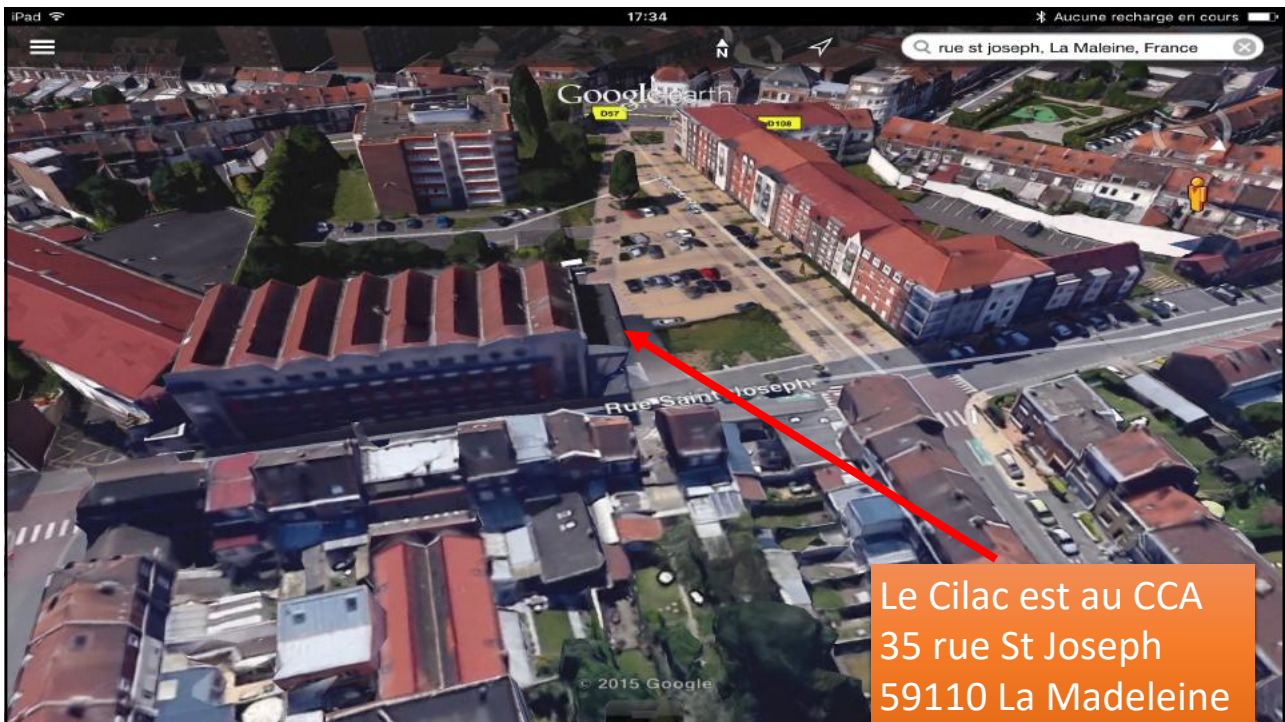 iPad
17:34
Aucune recharge en cours
N
rue st joseph, La Maleine, France
Google earth
D57
D108
Rue Saint-Joseph
Le Cilac est au CCA
35 rue St Joseph
59110 La Madeleine
© 2015 Google